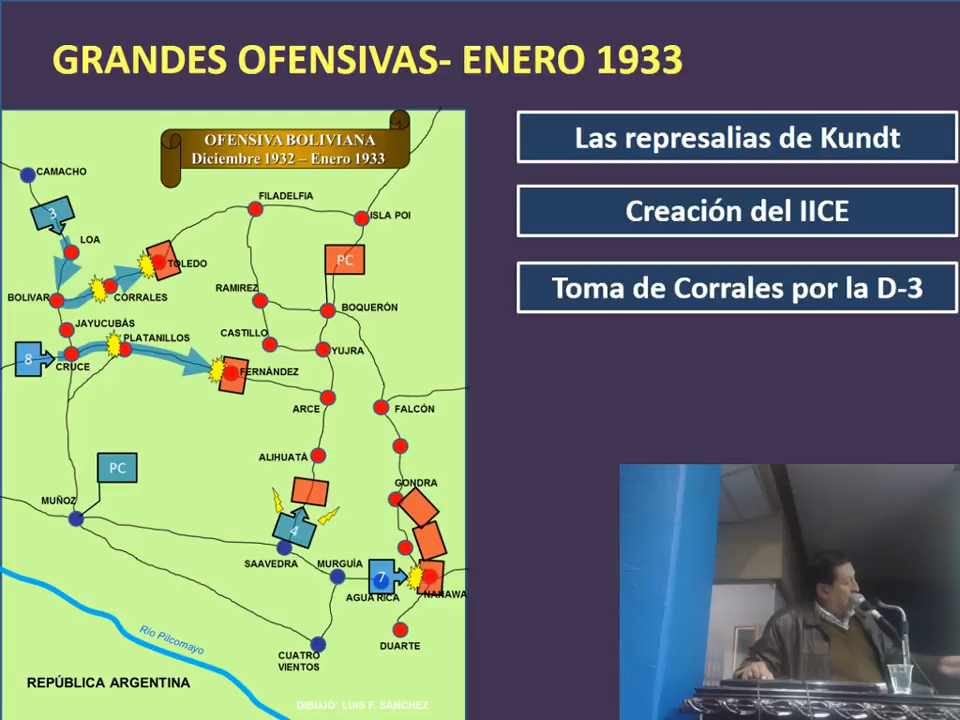 GRANDES OFENSIVAS- ENERO 1933
OFENSIVA BOLIVIANA
Diciembre 1932 – Enero 1933
CAMACHO
3
LOA
FILADELFIA
ISLA POI
TOLEDO
PC
BOLIVAR
CORRALES
RAMIREZ
BOQUERÓN
JAYUCUBÁS
PLATANILLOS
CASTILLO
YUJRA
8
CRUCE
FERNÁNDEZ
ARCE
FALCÓN
ALIHUATÁ
PC
GONDRA
MUÑOZ
4
SAAVEDRA
MURGUÍA
7
AGUA RICA
NANAWA
DUARTE
Río Pilcomayo
CUATRO
VIENTOS
REPÚBLICA ARGENTINA
DIBUJO: LUIS F. SÁNCHEZ
Las represalias de Kundt
Creación del IICE
Toma de Corrales por la D-3